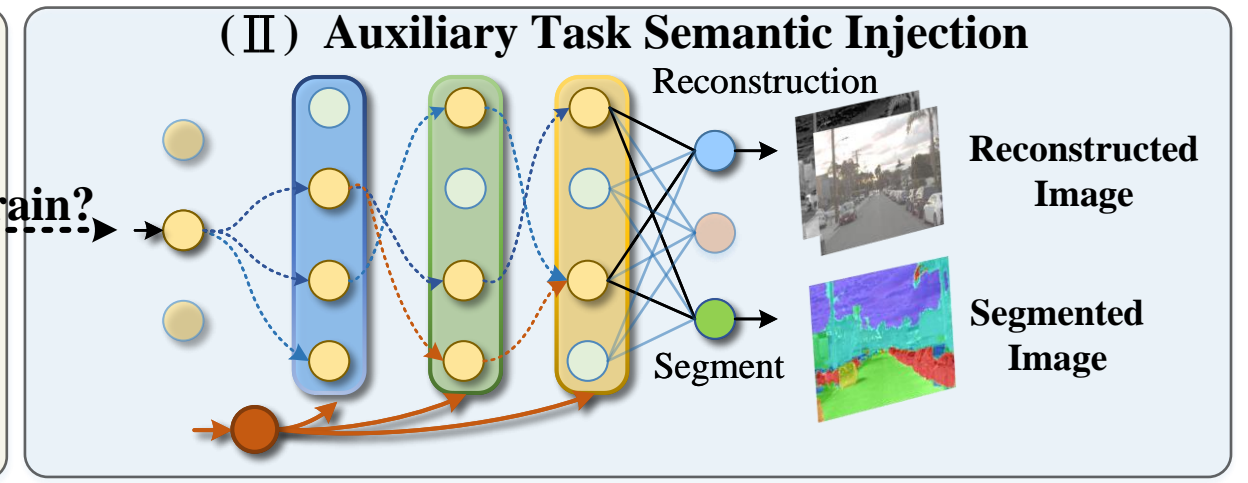 (Ⅱ) Auxiliary Task Semantic Injection
Reconstruction
rain?
Reconstructed
Image
Segmented
Image
Segment